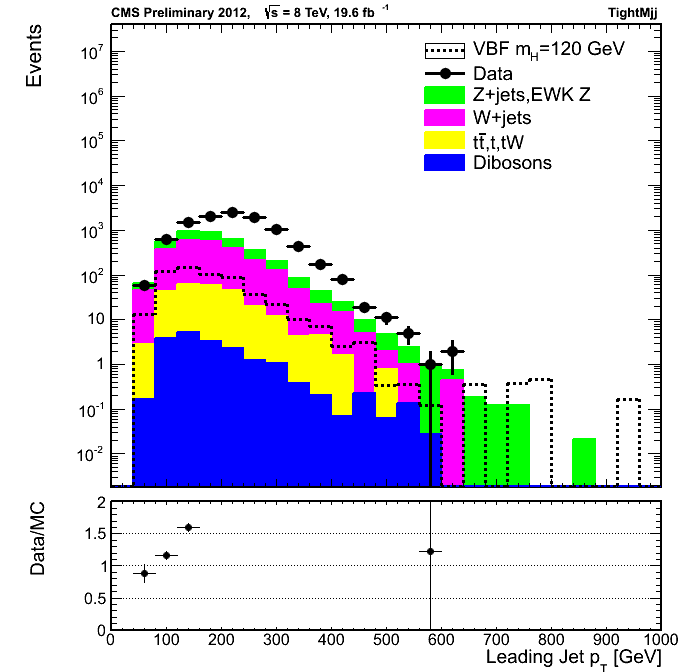 CMS Preliminary 2012, √s = 8 TeV, 19.6 fb⁻¹ TightMjj
Events
10⁷
10⁶
10⁵
10⁴
10³
10²
10
1
10⁻¹
10⁻²
VBF m_H=120 GeV
Data
Z+jets,EWK Z
W+jets
tt̄,t,tW
Dibosons
Data/MC
2
1.5
1
0.5
0
0 100 200 300 400 500 600 700 800 900 1000
Leading Jet p_T [GeV]